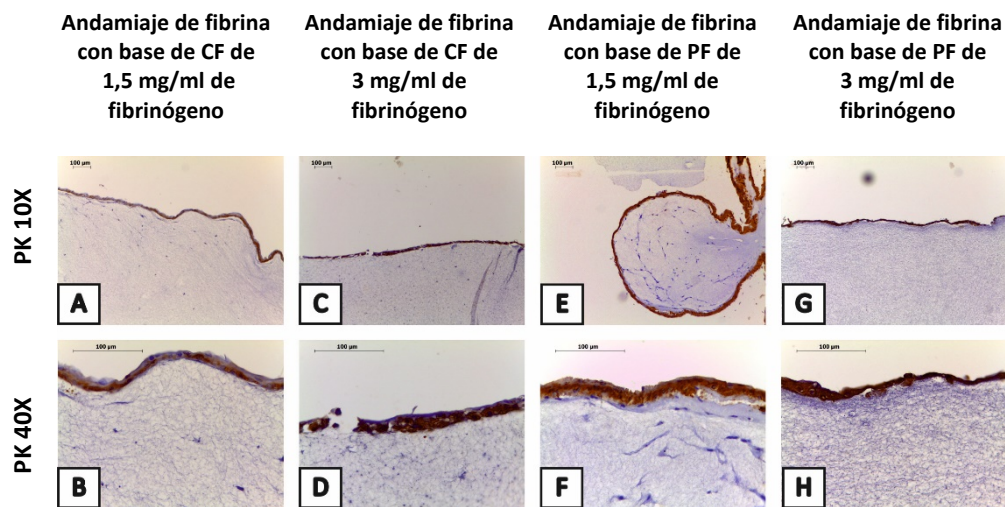 Andamiaje de fibrina
con base de CF de
1,5 mg/ml de
fibrinógeno
Andamiaje de fibrina
con base de CF de
3 mg/ml de
fibrinógeno
Andamiaje de fibrina
con base de PF de
1,5 mg/ml de
fibrinógeno
Andamiaje de fibrina
con base de PF de
3 mg/ml de
fibrinógeno
PK 10X
100 µm
A
100 µm
C
100 µm
E
100 µm
G
PK 40X
100 µm
B
100 µm
D
100 µm
F
100 µm
H